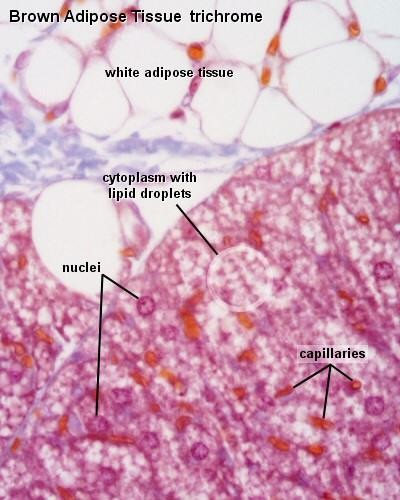 Brown Adipose Tissue trichrome
white adipose tissue
cytoplasm with
lipid droplets
nuclei
capillaries